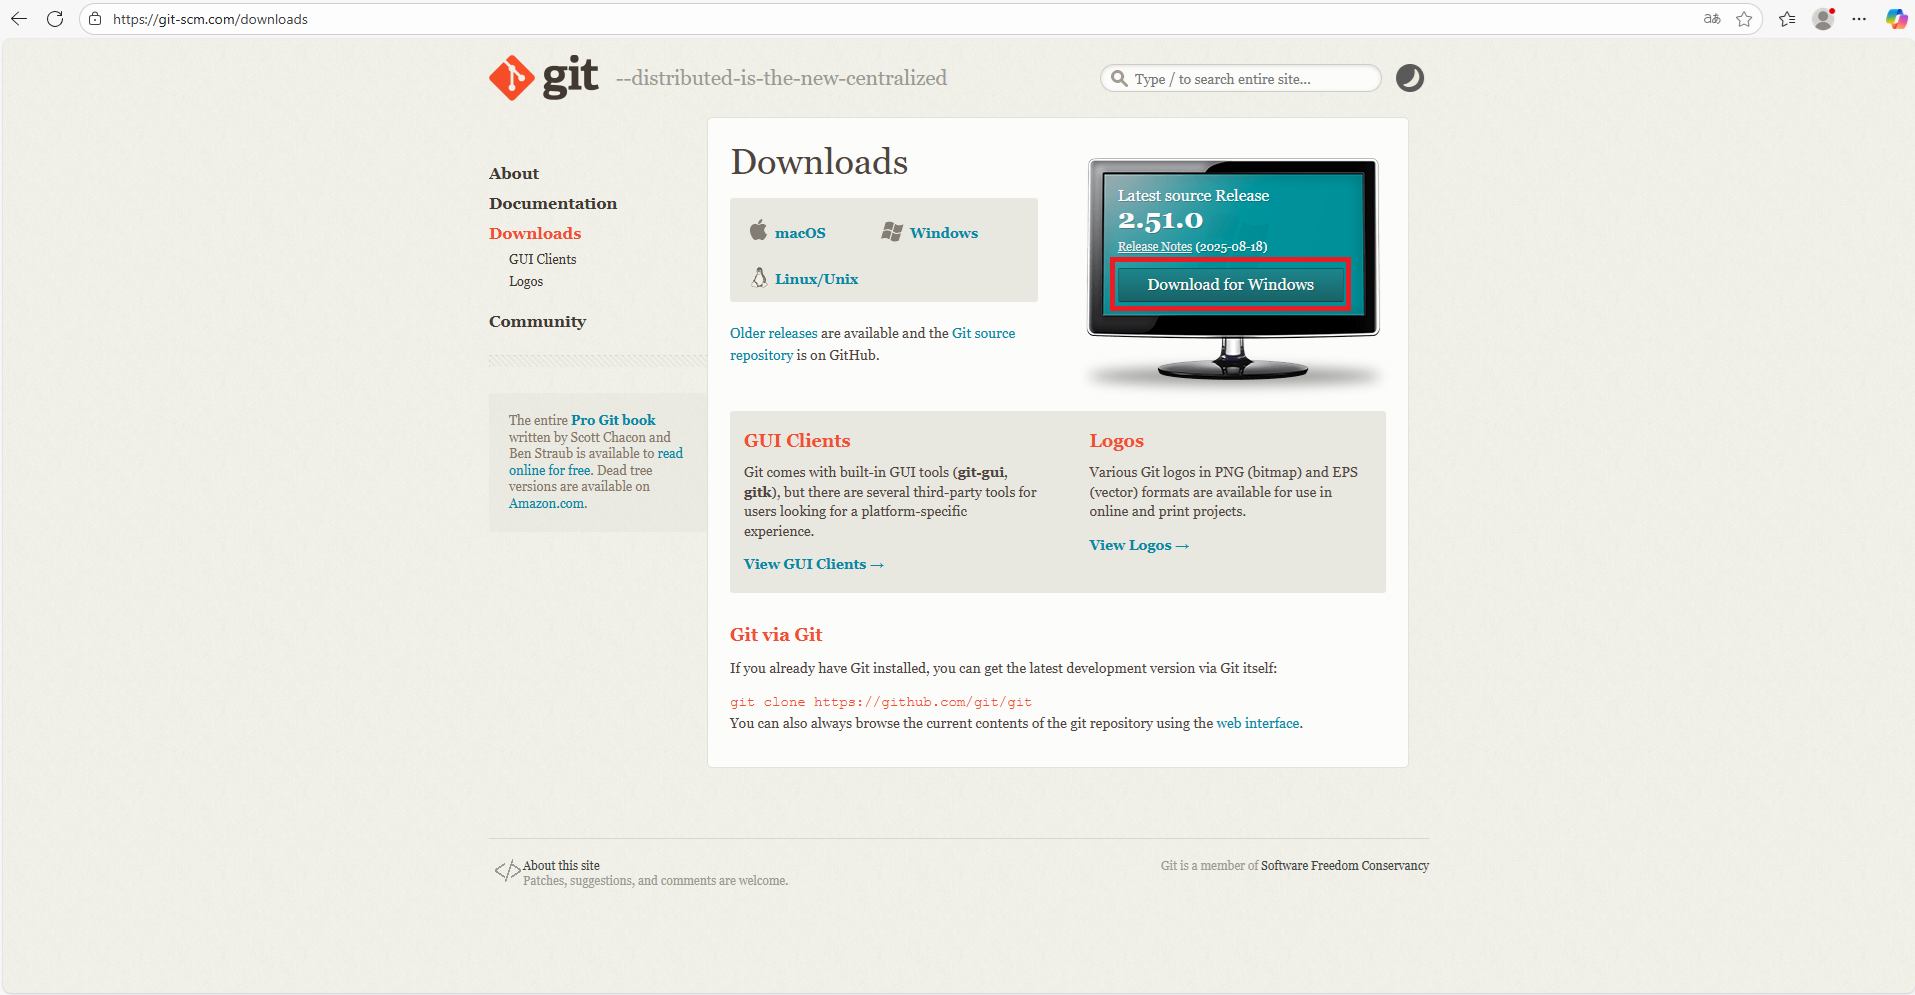 https://git-scm.com/downloads
git --distributed-is-the-new-centralized
Type / to search entire site...
About
Documentation
Downloads
GUI Clients
Logos
Community
The entire Pro Git book
written by Scott Chacon and
Ben Straub is available to read
online for free. Dead tree
versions are available on
Amazon.com.
Downloads
macOS
Windows
Linux/Unix
Older releases are available and the Git source
repository is on GitHub.
Latest source Release
2.51.0
Release Notes (2025-08-18)
Download for Windows
GUI Clients
Git comes with built-in GUI tools (git-gui,
gitk), but there are several third-party tools for
users looking for a platform-specific
experience.
View GUI Clients →
Logos
Various Git logos in PNG (bitmap) and EPS
(vector) formats are available for use in
online and print projects.
View Logos →
Git via Git
If you already have Git installed, you can get the latest development version via Git itself:
git clone https://github.com/git/git
You can also always browse the current contents of the git repository using the web interface.
About this site
Patches, suggestions, and comments are welcome.
Git is a member of Software Freedom Conservancy